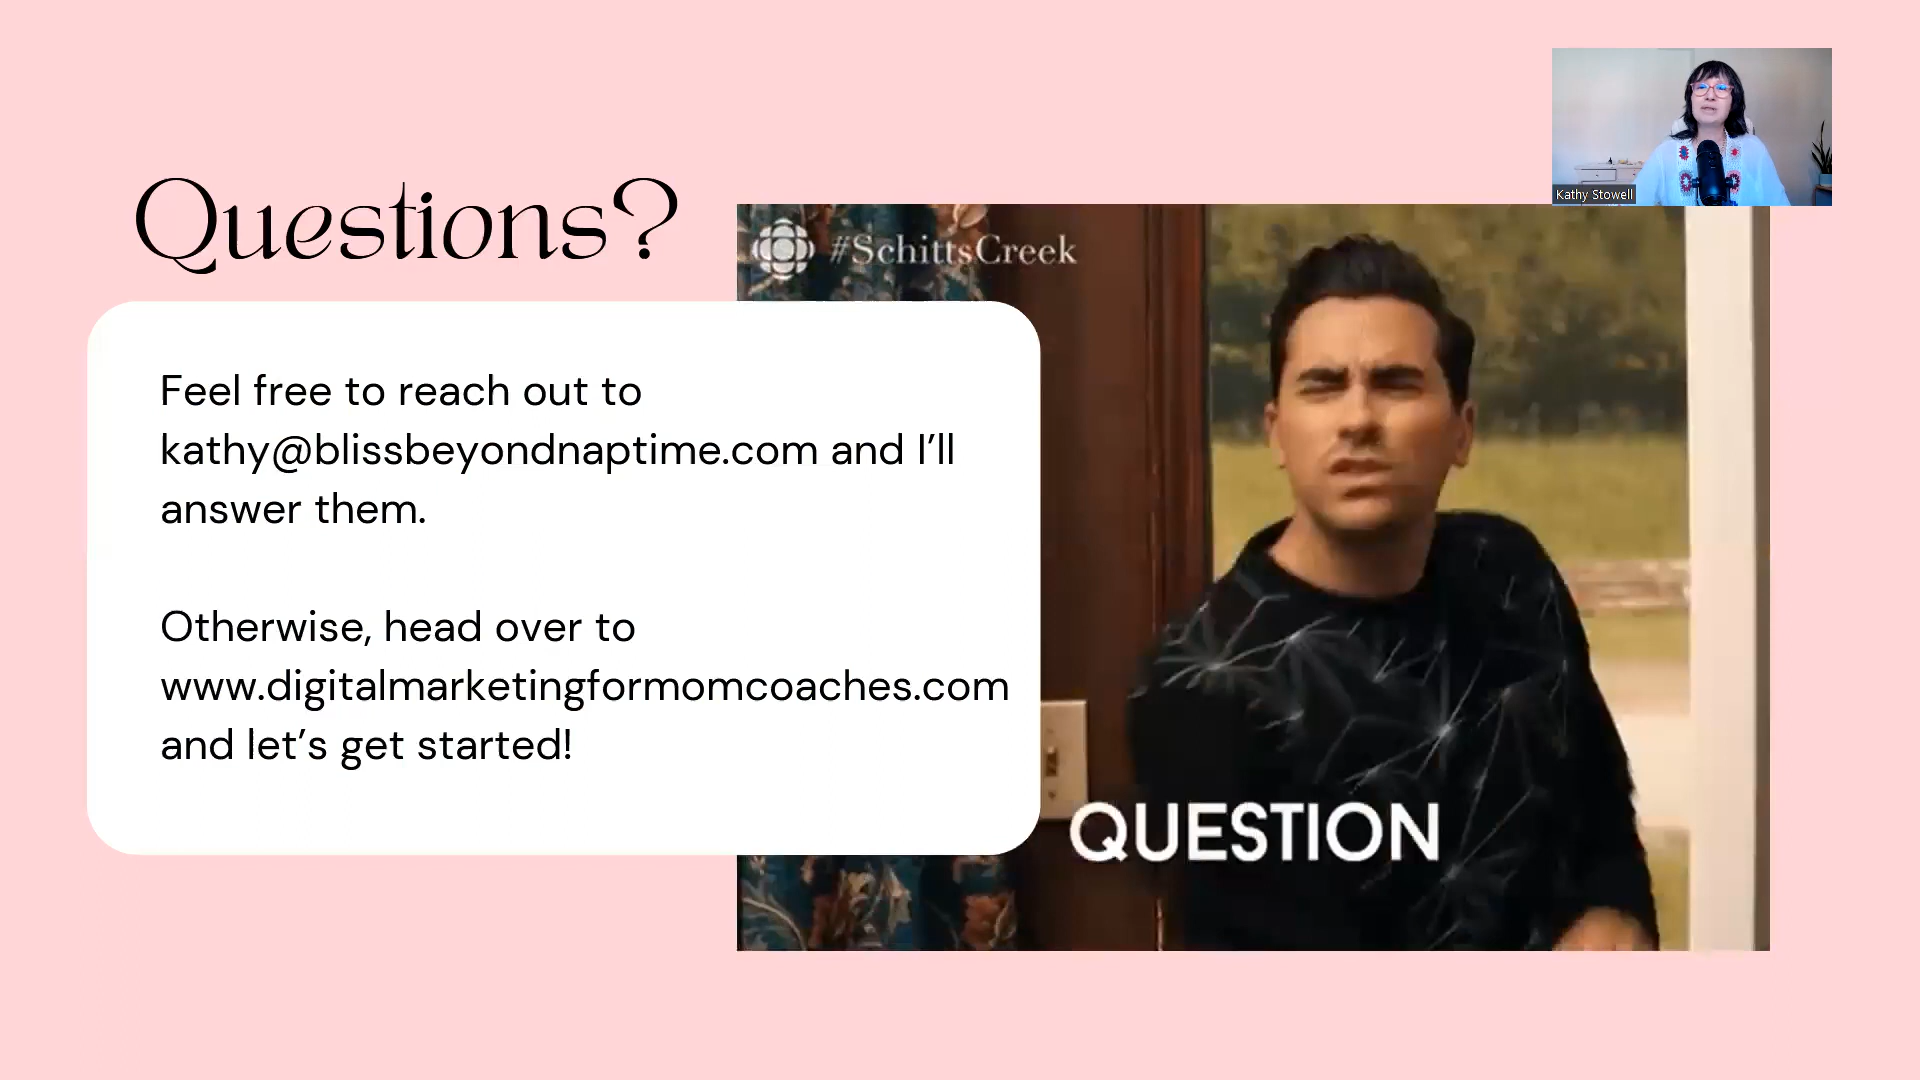 Questions?
Feel free to reach out to
kathy@blissbeyondnaptime.com and I’ll
answer them.
Otherwise, head over to
www.digitalmarketingformomcoaches.com
and let’s get started!
#SchittsCreek
QUESTION
Kathy Stowell